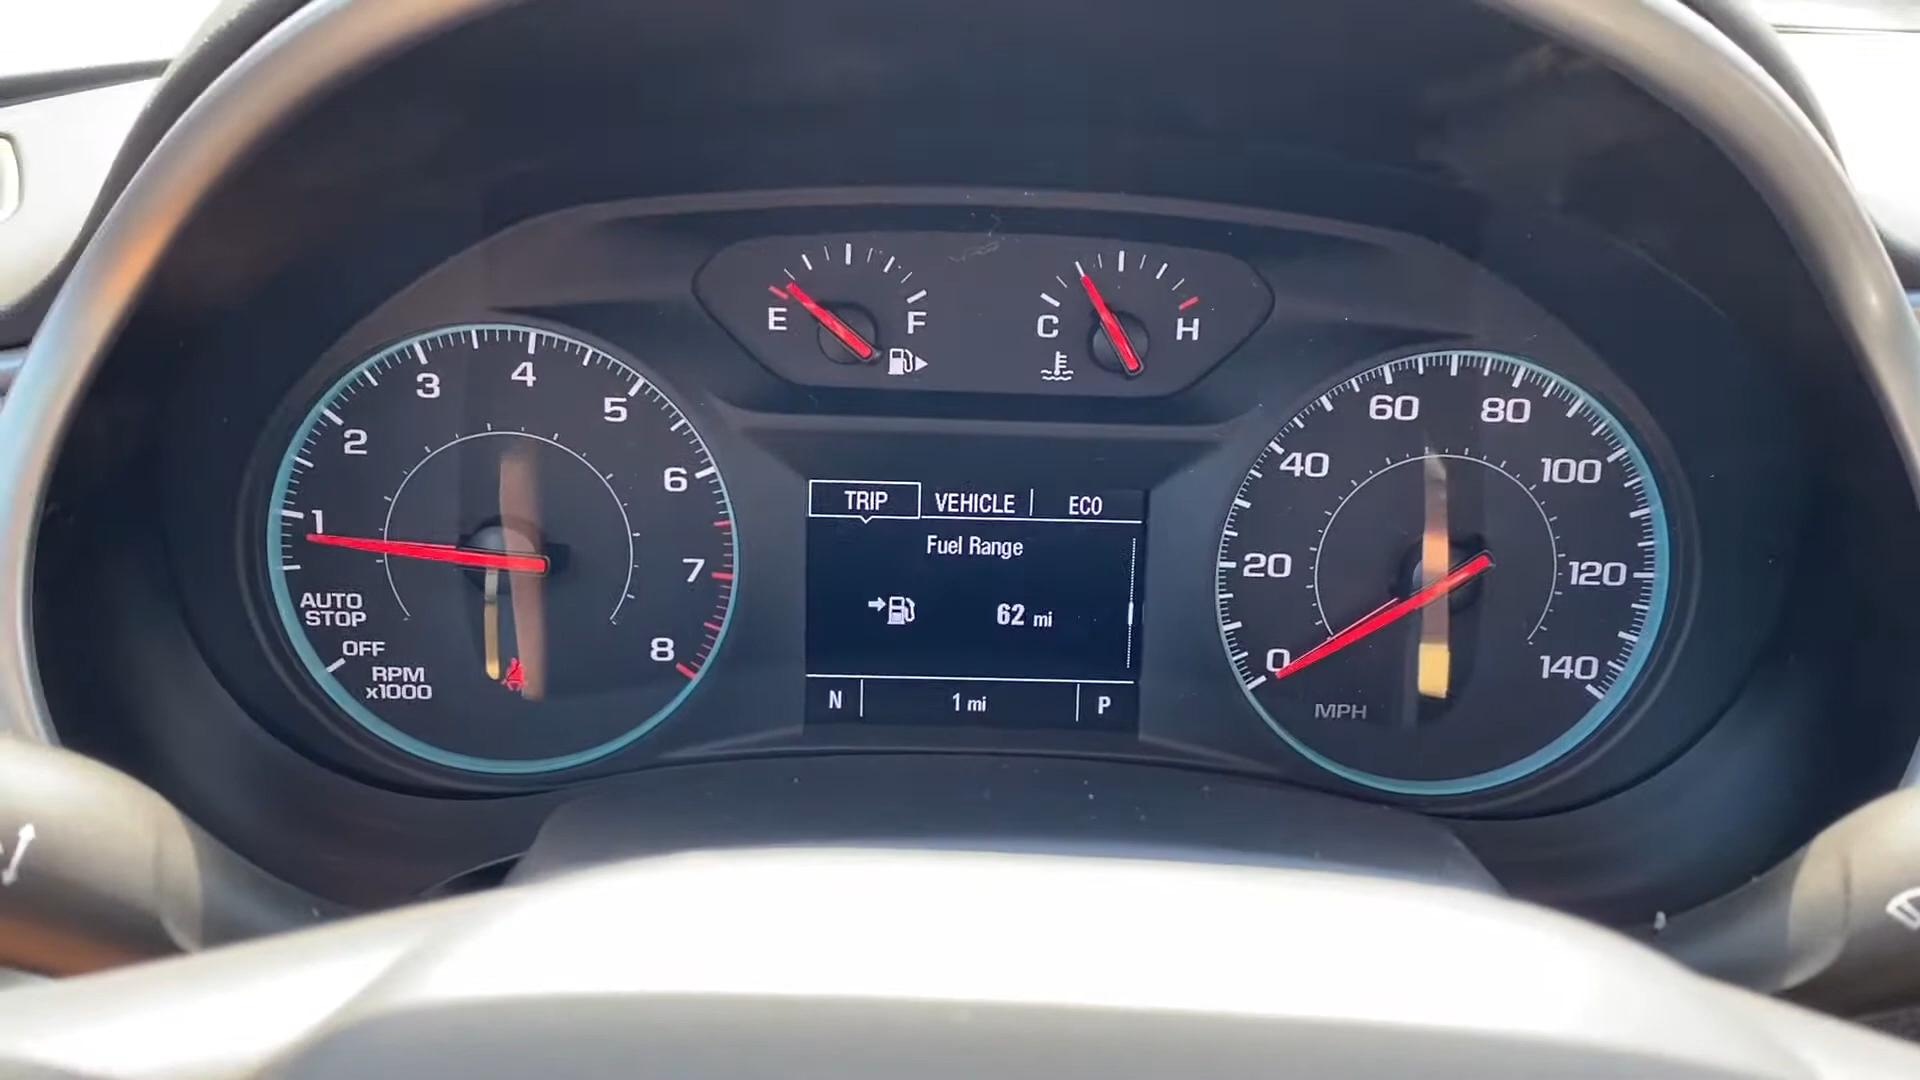 E F
C H
1 2 3 4 5 6 7 8
AUTO
STOP
OFF
RPM
x1000
TRIP VEHICLE ECO
Fuel Range
62 mi
N 1 mi P
0 20 40 60 80 100 120 140
MPH